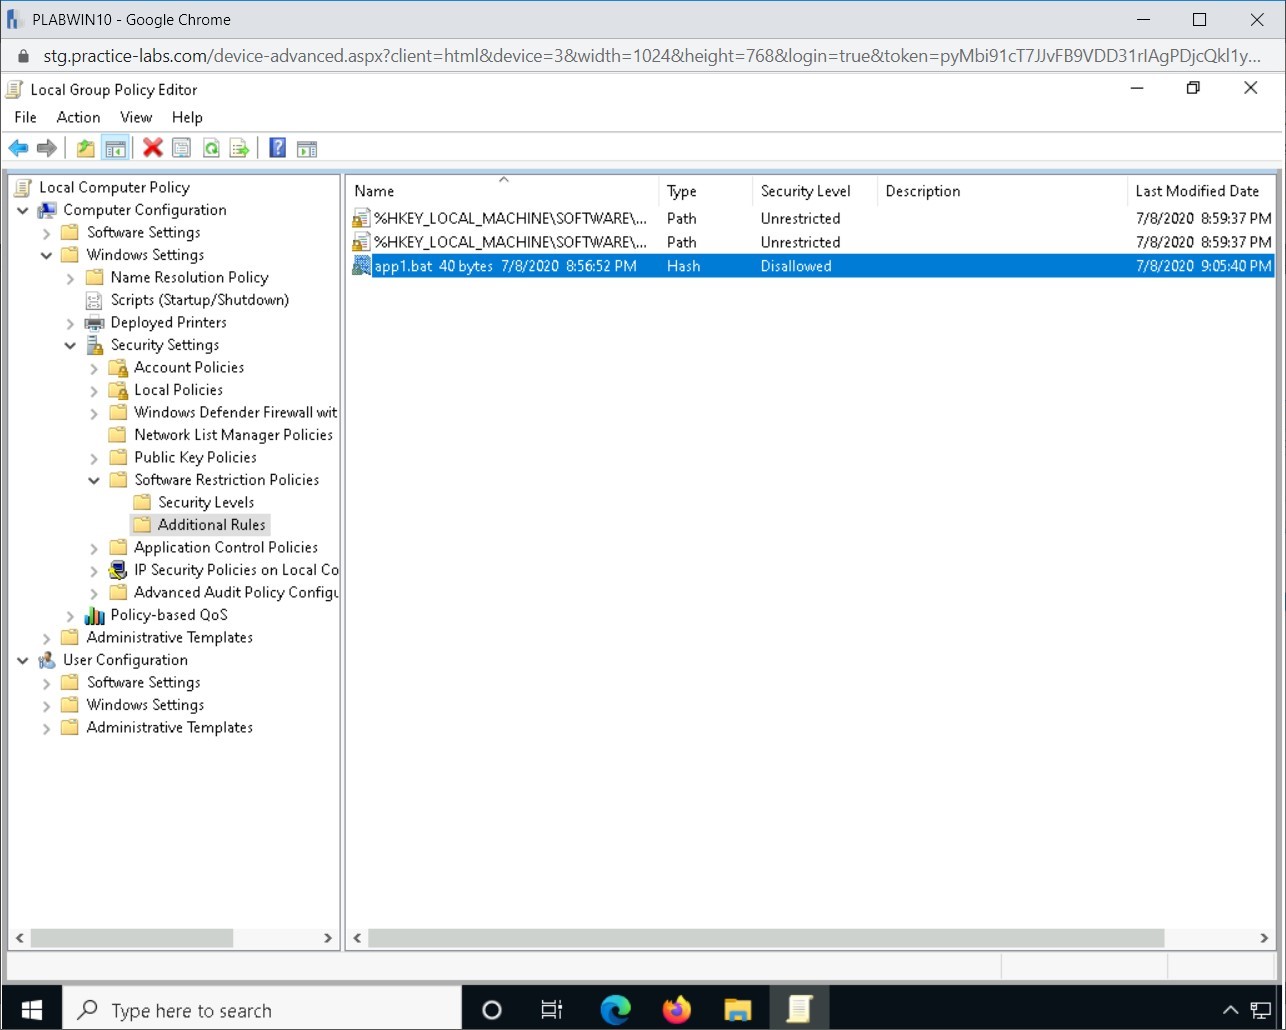 PLABWIN10 - Google Chrome
stg.practice-labs.com/device-advanced.aspx?client=html&device=3&width=1024&height=768&login=true&token=pyMbi91cT7JJvFB9VDD31rIAgPDjcQkl1y...
Local Group Policy Editor
File Action View Help
Local Computer Policy
Computer Configuration
Software Settings
Windows Settings
Name Resolution Policy
Scripts (Startup/Shutdown)
Deployed Printers
Security Settings
Account Policies
Local Policies
Windows Defender Firewall wit
Network List Manager Policies
Public Key Policies
Software Restriction Policies
Security Levels
Additional Rules
Application Control Policies
IP Security Policies on Local Co
Advanced Audit Policy Configu
Policy-based QoS
Administrative Templates
User Configuration
Software Settings
Windows Settings
Administrative Templates
Name Type Security Level Description Last Modified Date
%HKEY_LOCAL_MACHINE\SOFTWARE\... Path Unrestricted 7/8/2020 8:59:37 PM
%HKEY_LOCAL_MACHINE\SOFTWARE\... Path Unrestricted 7/8/2020 8:59:37 PM
app1.bat 40 bytes 7/8/2020 8:56:52 PM Hash Disallowed 7/8/2020 9:05:40 PM
Type here to search